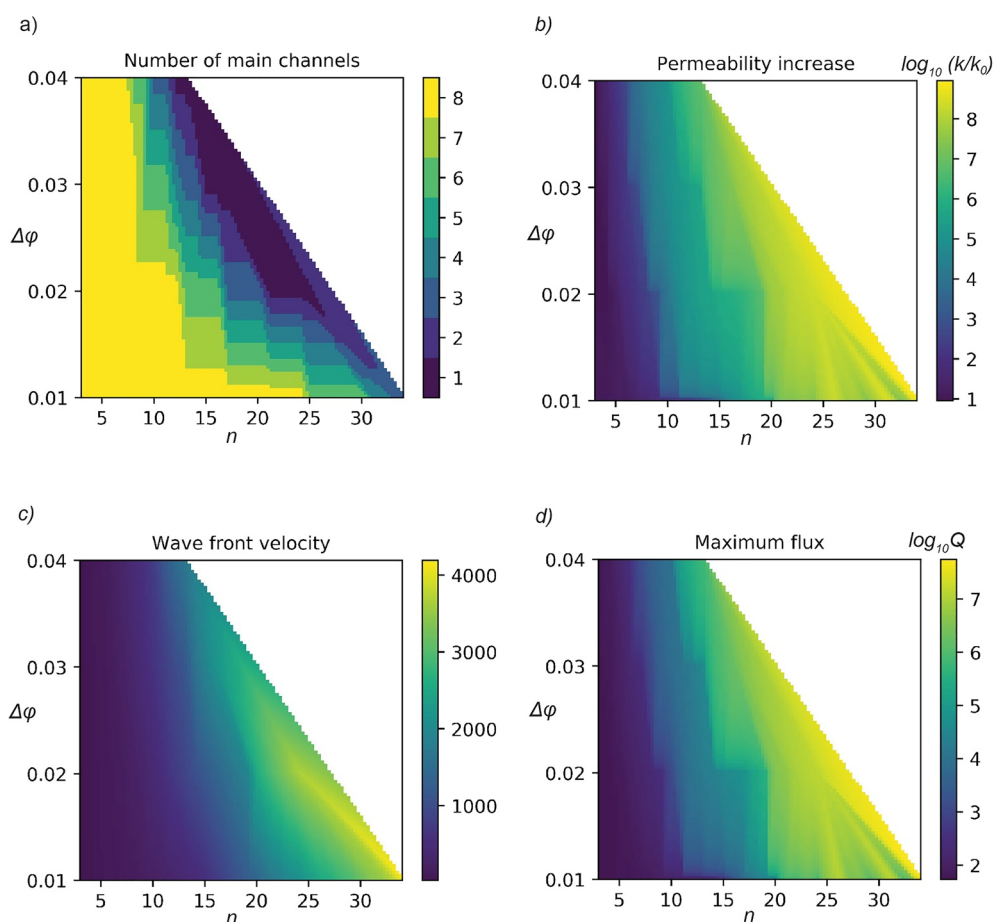 a)
Number of main channels
0.04
0.03
Δφ
0.02
0.01
5 10 15 20 25 30
n
8
7
6
5
4
3
2
1
b)
Permeability increase
log10 (k/k0)
0.04
0.03
Δφ
0.02
0.01
5 10 15 20 25 30
n
8
7
6
5
4
3
2
1
c)
Wave front velocity
0.04
0.03
Δφ
0.02
0.01
5 10 15 20 25 30
n
4000
3000
2000
1000
d)
Maximum flux
log10Q
0.04
0.03
Δφ
0.02
0.01
5 10 15 20 25 30
n
7
6
5
4
3
2